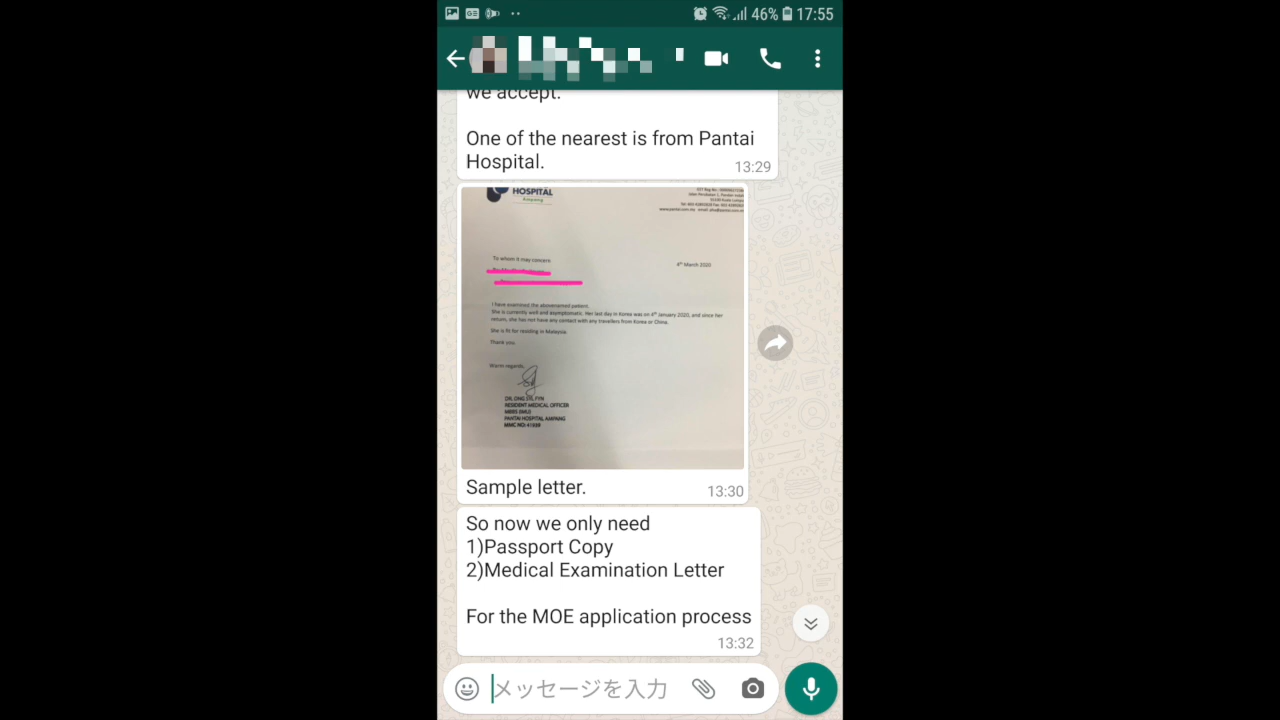 46% 17:55
we accept.
One of the nearest is from Pantai
Hospital.
13:29
HOSPITAL
Ampang
To whom it may concern
4th March 2020
I have examined the abovenamed patient.
She is currently well and asymptomatic. Her last day in Korea was on 4th January 2020, and since her
return, she has not have any contact with any travellers from Korea or China.
She is fit for residing in Malaysia.
Thank you.
Warm regards,
RESIDENT MEDICAL OFFICER
PANTAI HOSPITAL AMPANG
Sample letter.
13:30
So now we only need
1)Passport Copy
2)Medical Examination Letter
For the MOE application process
13:32
メッセージを入力